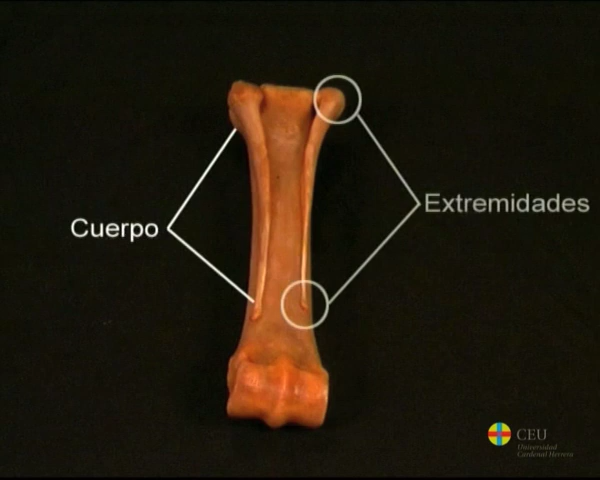 Cuerpo
Extremidades
CEU
Universidad
Cardenal Herrera